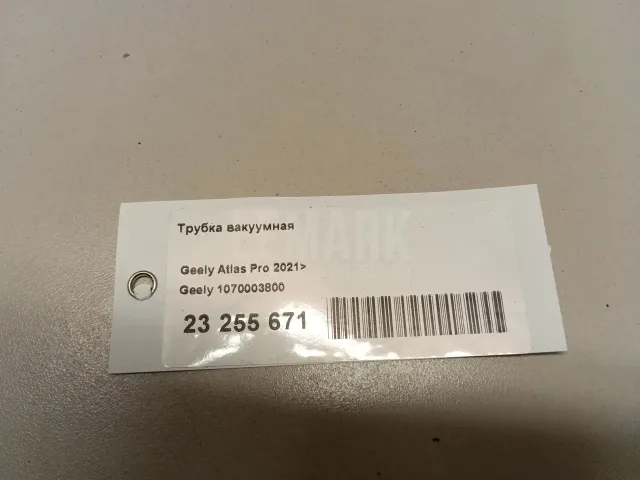 Трубка вакуумная
Geely Atlas Pro 2021>
Geely 1070003800
23 255 671